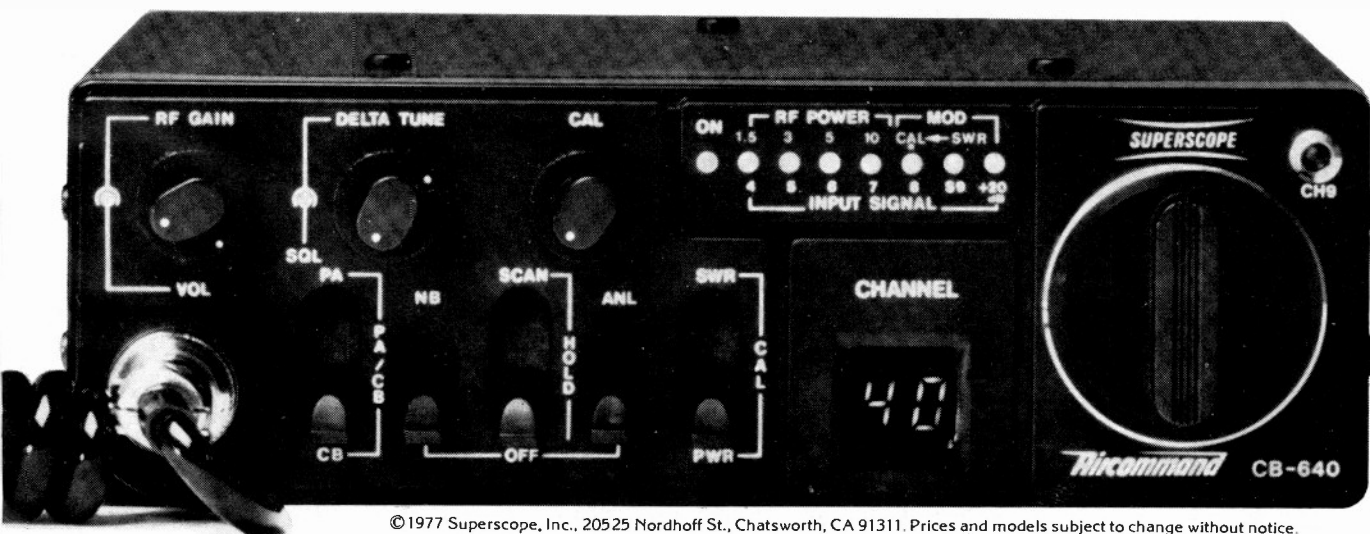 RF GAIN
VOL
DELTA TUNE
SQL
CAL
ON
RF POWER
MOD
1.5 3 5 10 CAL SWR
4 5 6 7 8 S9 +20 dB
INPUT SIGNAL
SUPERSCOPE
CH9
PA
PA/CB
CB
NB
SCAN
HOLD
ANL
OFF
SWR
CAL
PWR
CHANNEL
40
Aircommand CB-640
©1977 Superscope, Inc., 20525 Nordhoff St., Chatsworth, CA 91311. Prices and models subject to change without notice.